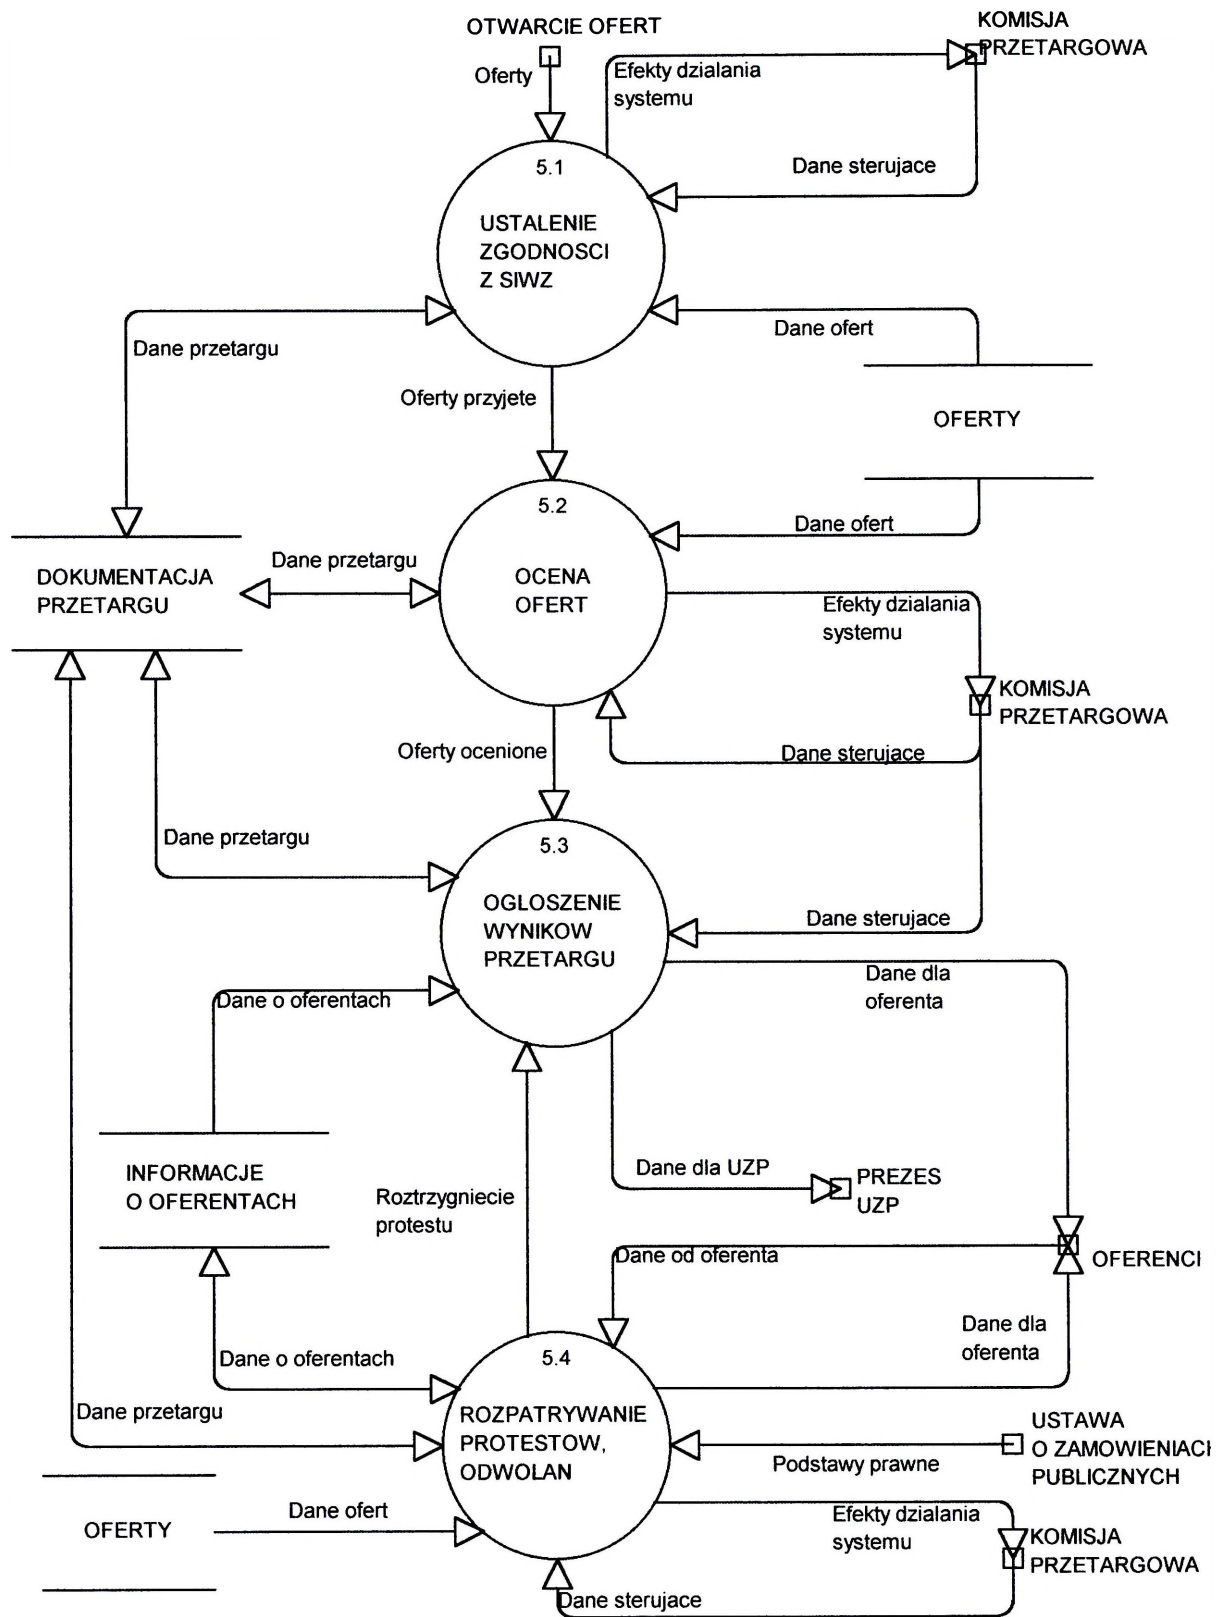 OTWARCIE OFERT
KOMISJA
PRZETARGOWA
Oferty
Efekty dzialania
systemu
5.1
Dane sterujace
USTALENIE
ZGODNOSCI
Z SIWZ
Dane przetargu
Dane ofert
Oferty przyjete
OFERTY
5.2
Dane ofert
Dane przetargu
DOKUMENTACJA
PRZETARGU
OCENA
OFERT
Efekty dzialania
systemu
KOMISJA
PRZETARGOWA
Oferty ocenione
Dane sterujace
Dane przetargu
5.3
OGLOSZENIE
WYNIKOW
PRZETARGU
Dane sterujace
Dane dla
oferenta
Dane o oferentach
INFORMACJE
O OFERENTACH
Roztrzygniecie
protestu
Dane dla UZP
PREZES
UZP
Dane od oferenta
OFERENCI
Dane dla
oferenta
5.4
Dane o oferentach
Dane przetargu
ROZPATRYWANIE
PROTESTOW,
ODWOLAN
USTAWA
O ZAMOWIENIACH
PUBLICZNYCH
Podstawy prawne
Dane ofert
OFERTY
Efekty dzialania
systemu
KOMISJA
PRZETARGOWA
Dane sterujace